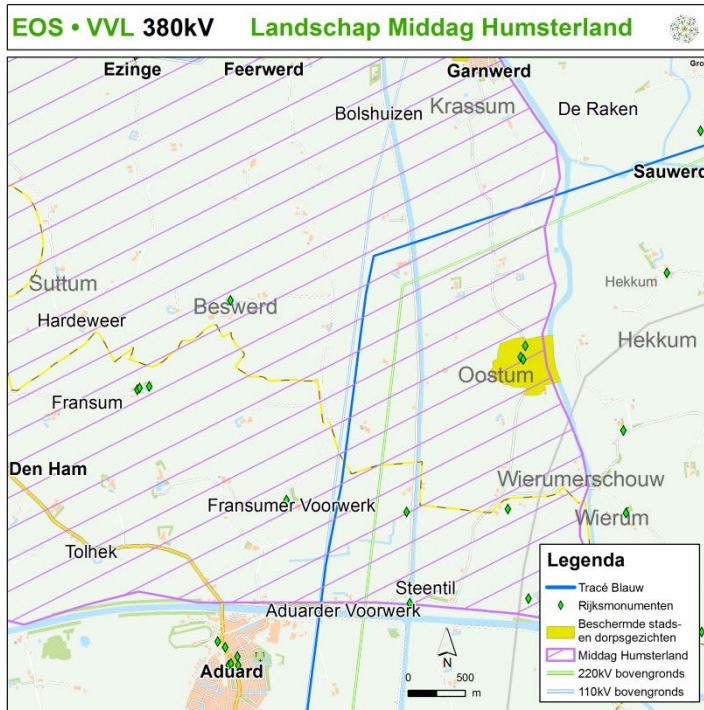 EOS • VVL 380kV Landschap Middag Humsterland
Ezinge Feerwerd Garnwerd
Krassum
Bolshuizen De Raken
Sauwerd
Suttum Beswerd Hekkum
Hardeweer
Hekkum
Oostum
Fransum
Den Ham
Wierumerschouw
Fransumer Voorwerk
Wierum
Tolhek
Steentil
Aduarder Voorwerk
Aduard
N
0 500
m
Legenda
Tracé Blauw
Rijksmonumenten
Beschermde stads-
en dorpsgezichten
Middag Humsterland
220kV bovengronds
110kV bovengronds